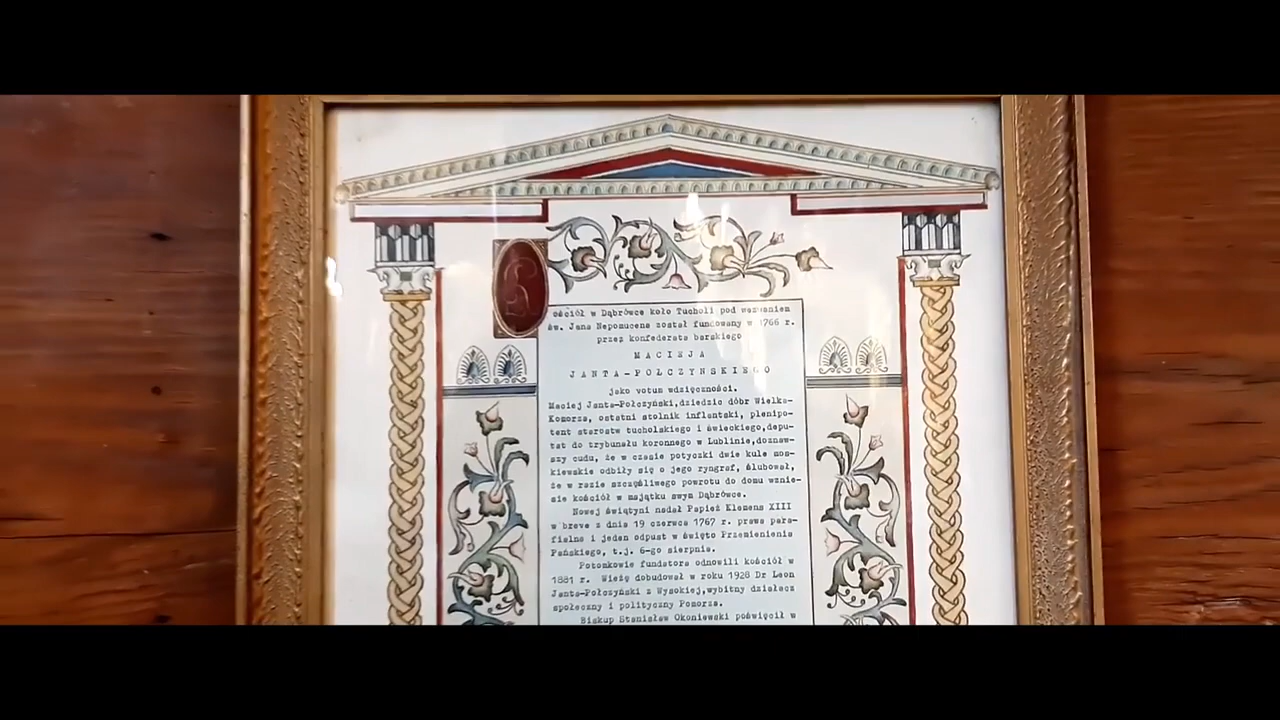 Kościół w Dąbrówce koło Tucholi pod wezwaniem
św. Jana Nepomucena został fundowany w 1766 r.
przez konfederata barskiego
MACIEJA
JANTA-POŁCZYŃSKIEGO
jako votum wdzięczności.
Maciej Janta-Połczyński,dziedzic dóbr Wielka-
Komorza, ostatni stolnik inflantski, plenipo-
tent starostw tucholskiego i świeckiego,depu-
tat do trybunału koronnego w Lublinie,doznaw-
szy cudu, że w czasie potyczki dwie kule mos-
kiewskie odbiły się o jego ryngraf, ślubował,
że w razie szczęśliwego powrotu do domu wznie-
sie kościół w majątku swym Dąbrówce.
Nowej świątyni nadał Papież Klemens XIII
w breve z dnia 19 czerwca 1767 r. prawa para-
fialne i jeden odpust w święto Przemienienia
Pańskiego, t.j. 6-go sierpnia.
Potomkowie fundatora odnowili kościół w
1881 r. Wieżę dobudował w roku 1928 Dr Leon
Janta-Połczyński z Wysokiej,wybitny działacz
społeczny i polityczny Pomorza.
Biskup Stanisław Okoniewski poświęcił w